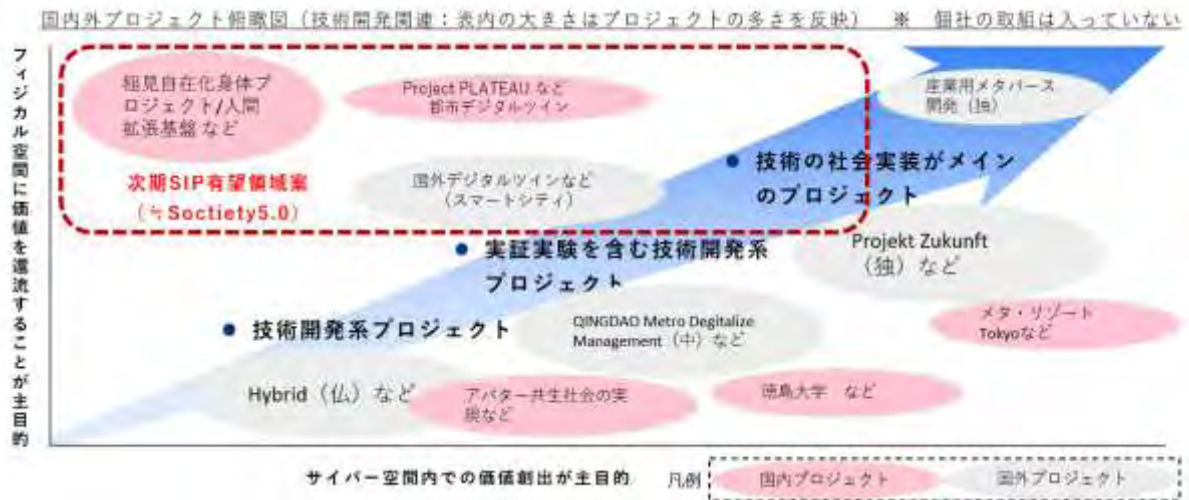 国内外プロジェクト俯瞰図（技術開発関連：表内の大きさはプロジェクトの多さを反映）　※　個社の取組は入っていない
フィジカル空間に価値を還流することが主目的
稲見自在化身体プ
ロジェクト/人間
拡張基盤 など
Project PLATEAU など
都市デジタルツイン
産業用メタバース
開発（独）
次期SIP有望領域案
（≒Soctiety5.0）
国外デジタルツインなど
（スマートシティ）
● 技術の社会実装がメイン
のプロジェクト
● 実証実験を含む技術開発系
プロジェクト
Projekt Zukunft
（独）など
● 技術開発系プロジェクト
QINGDAO Metro Degitalize
Management（中）など
メタ・リゾート
Tokyoなど
Hybrid（仏）など
アバター共生社会の実
現など
徳島大学　など
サイバー空間内での価値創出が主目的
凡例
国内プロジェクト
国外プロジェクト